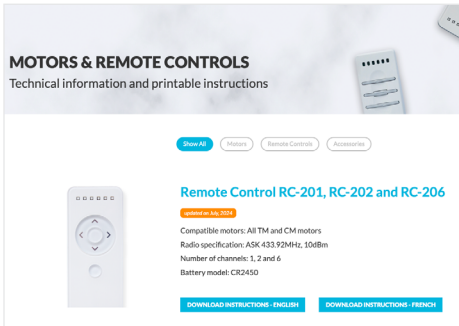 MOTORS & REMOTE CONTROLS
Technical information and printable instructions
Show All
Motors
Remote Controls
Accessories
Remote Control RC-201, RC-202 and RC-206
updated on July, 2024
Compatible motors: All TM and CM motors
Radio specification: ASK 433.92MHz, 10dBm
Number of channels: 1, 2 and 6
Battery model: CR2450
DOWNLOAD INSTRUCTIONS - ENGLISH
DOWNLOAD INSTRUCTIONS - FRENCH